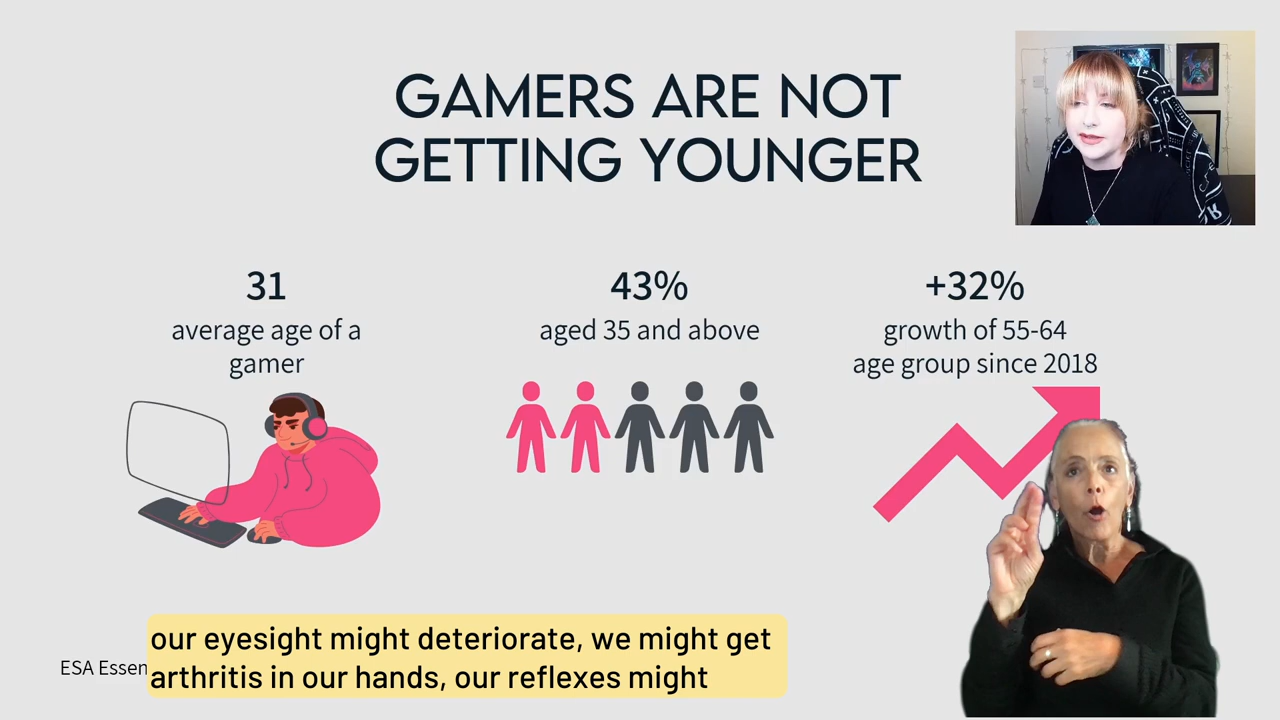 GAMERS ARE NOT
GETTING YOUNGER
31
average age of a
gamer
43%
aged 35 and above
+32%
growth of 55-64
age group since 2018
our eyesight might deteriorate, we might get
arthritis in our hands, our reflexes might
ESA Essen